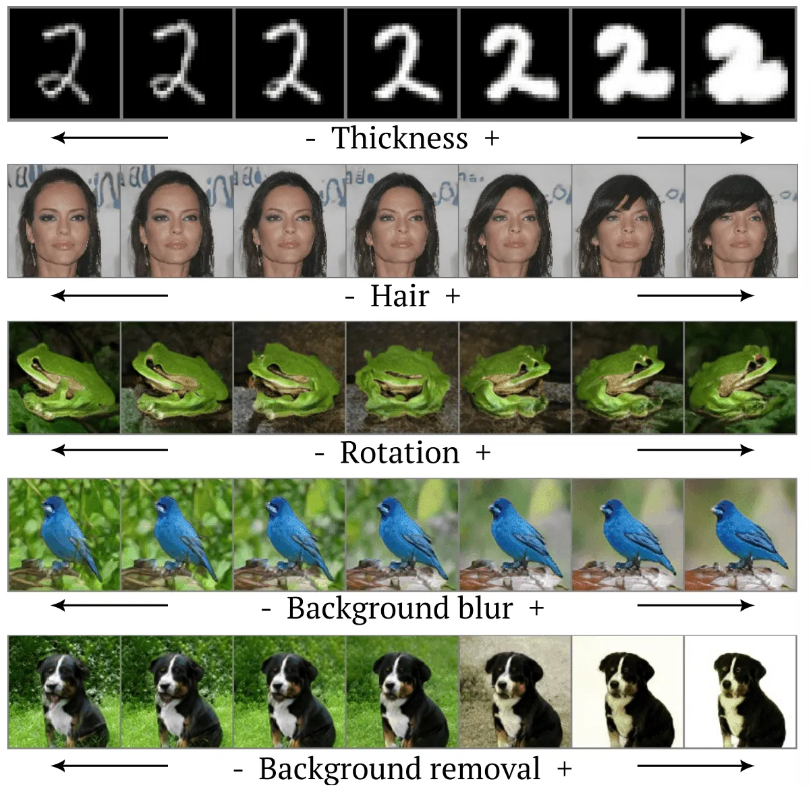 - Thickness +
- Hair +
- Rotation +
- Background blur +
- Background removal +